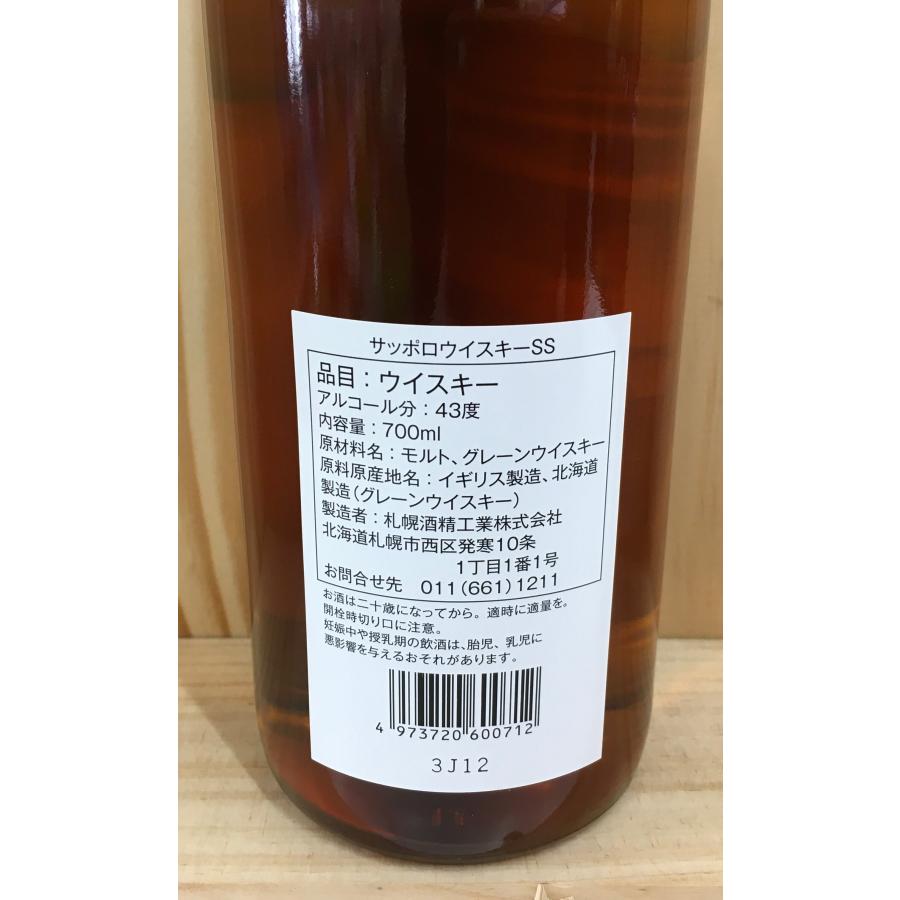 サッポロウイスキーSS
品目：ウイスキー
アルコール分：43度
内容量：700ml
原材料名：モルト、グレーンウイスキー
原料原産地名：イギリス製造、北海道
製造（グレーンウイスキー）
製造者：札幌酒精工業株式会社
北海道札幌市西区発寒10条
1丁目1番1号
お問合せ先　011（661）1211
お酒は二十歳になってから。適時に適量を。
開栓時切り口に注意。
妊娠中や授乳期の飲酒は、胎児、乳児に
悪影響を与えるおそれがあります。
4 973720 600712
3J12